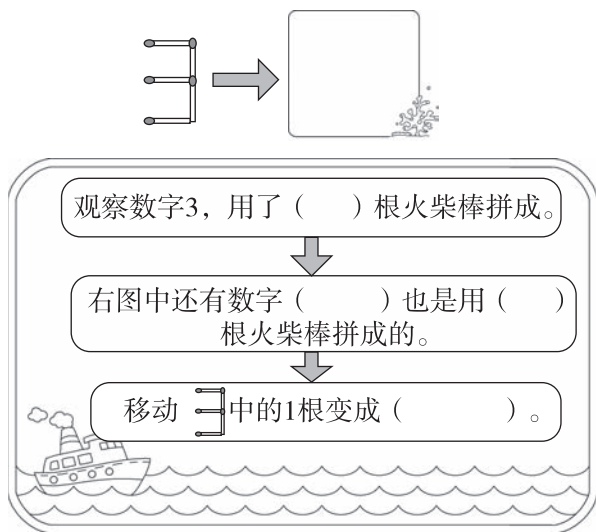 观察数字3，用了（　　）根火柴棒拼成。
右图中还有数字（　　　）也是用（　　）
根火柴棒拼成的。
移动　中的1根变成（　　　　）。